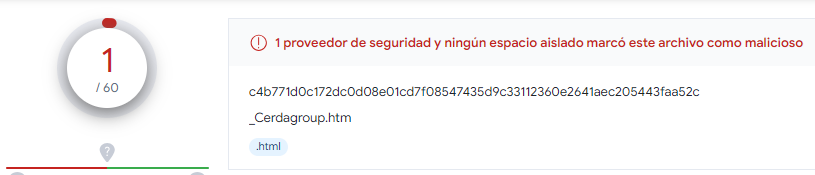 1
/ 60
1 proveedor de seguridad y ningún espacio aislado marcó este archivo como malicioso
c4b771d0c172dc0d08e01cd7f08547435d9c33112360e2641aec205443faa52c
_Cerdagroup.htm
.html
?